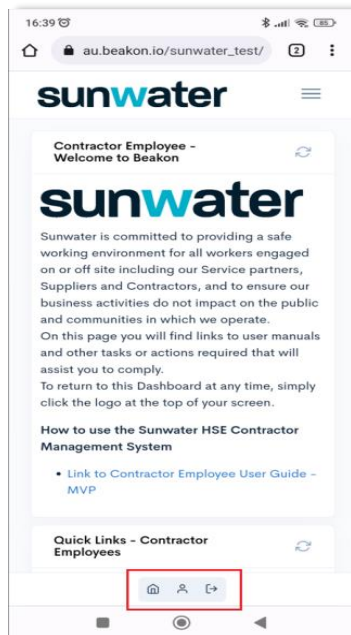 16:39
85
au.beakon.io/sunwater_test/
2
sunwater
Contractor Employee -
Welcome to Beakon
sunwater
Sunwater is committed to providing a safe
working environment for all workers engaged
on or off site including our Service partners,
Suppliers and Contractors, and to ensure our
business activities do not impact on the public
and communities in which we operate.
On this page you will find links to user manuals
and other tasks or actions required that will
assist you to comply.
To return to this Dashboard at any time, simply
click the logo at the top of your screen.
How to use the Sunwater HSE Contractor
Management System
• Link to Contractor Employee User Guide -
MVP
Quick Links - Contractor
Employees